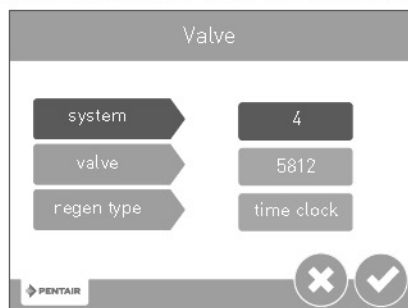 Valve
system 4
valve 5812
regen type time clock
PENTAIR